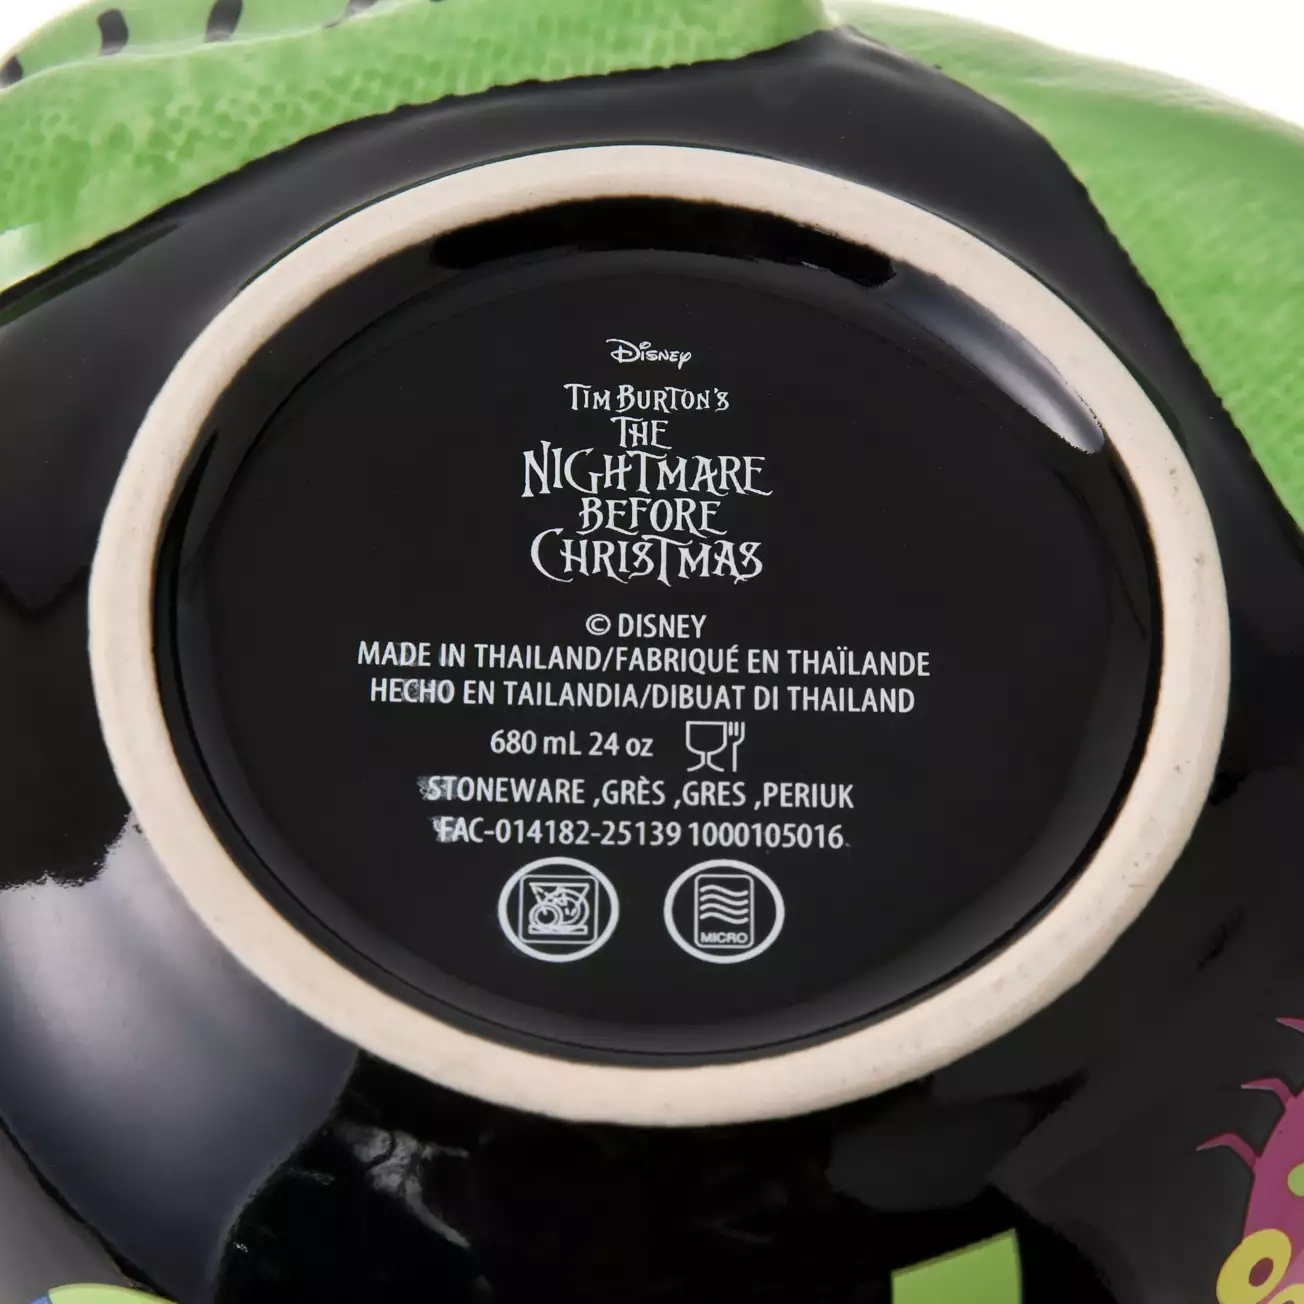 Disney
TIM BURTON'S
THE
NIGHTMARE
BEFORE
CHRISTMAS
© DISNEY
MADE IN THAILAND/FABRIQUÉ EN THAÏLANDE
HECHO EN TAILANDIA/DIBUAT DI THAILAND
680 mL 24 oz
STONEWARE ,GRÈS ,GRES ,PERIUK
FAC-014182-25139 1000105016
MICRO